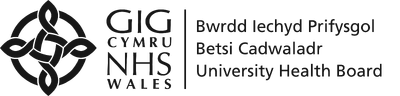 GIG
CYMRU
NHS
WALES
Bwrdd Iechyd Prifysgol
Betsi Cadwaladr
University Health Board